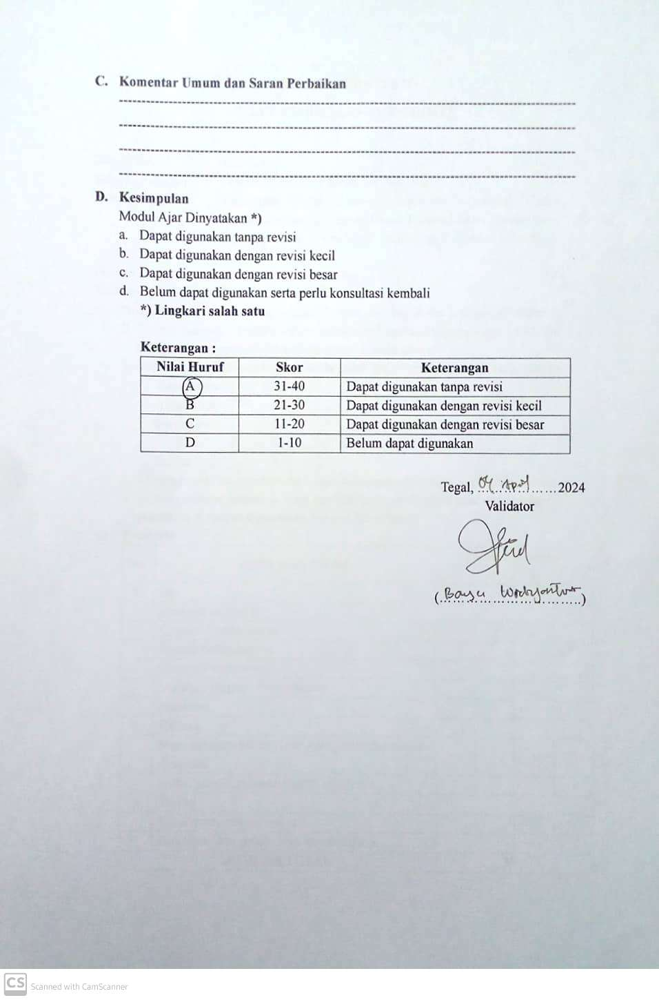 C. Komentar Umum dan Saran Perbaikan
D. Kesimpulan
Modul Ajar Dinyatakan *)
a. Dapat digunakan tanpa revisi
b. Dapat digunakan dengan revisi kecil
c. Dapat digunakan dengan revisi besar
d. Belum dapat digunakan serta perlu konsultasi kembali
*) Lingkari salah satu
Keterangan :
Nilai Huruf Skor Keterangan
A 31-40 Dapat digunakan tanpa revisi
B 21-30 Dapat digunakan dengan revisi kecil
C 11-20 Dapat digunakan dengan revisi besar
D 1-10 Belum dapat digunakan
Tegal, 04 April 2024
Validator
(Bayu)
CS Scanned with CamScanner